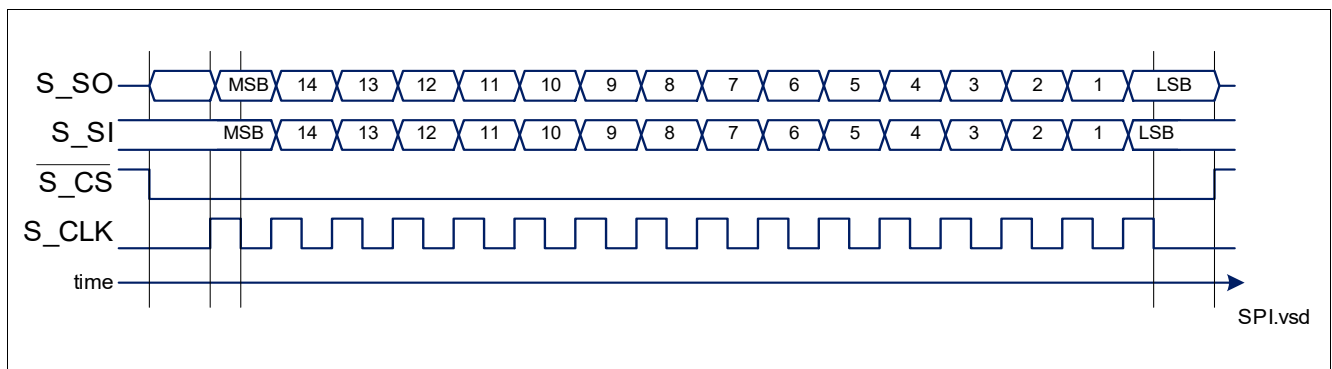 S_SO MSB 14 13 12 11 10 9 8 7 6 5 4 3 2 1 LSB
S_SI MSB 14 13 12 11 10 9 8 7 6 5 4 3 2 1 LSB
S_CS
S_CLK
time
SPI.vsd